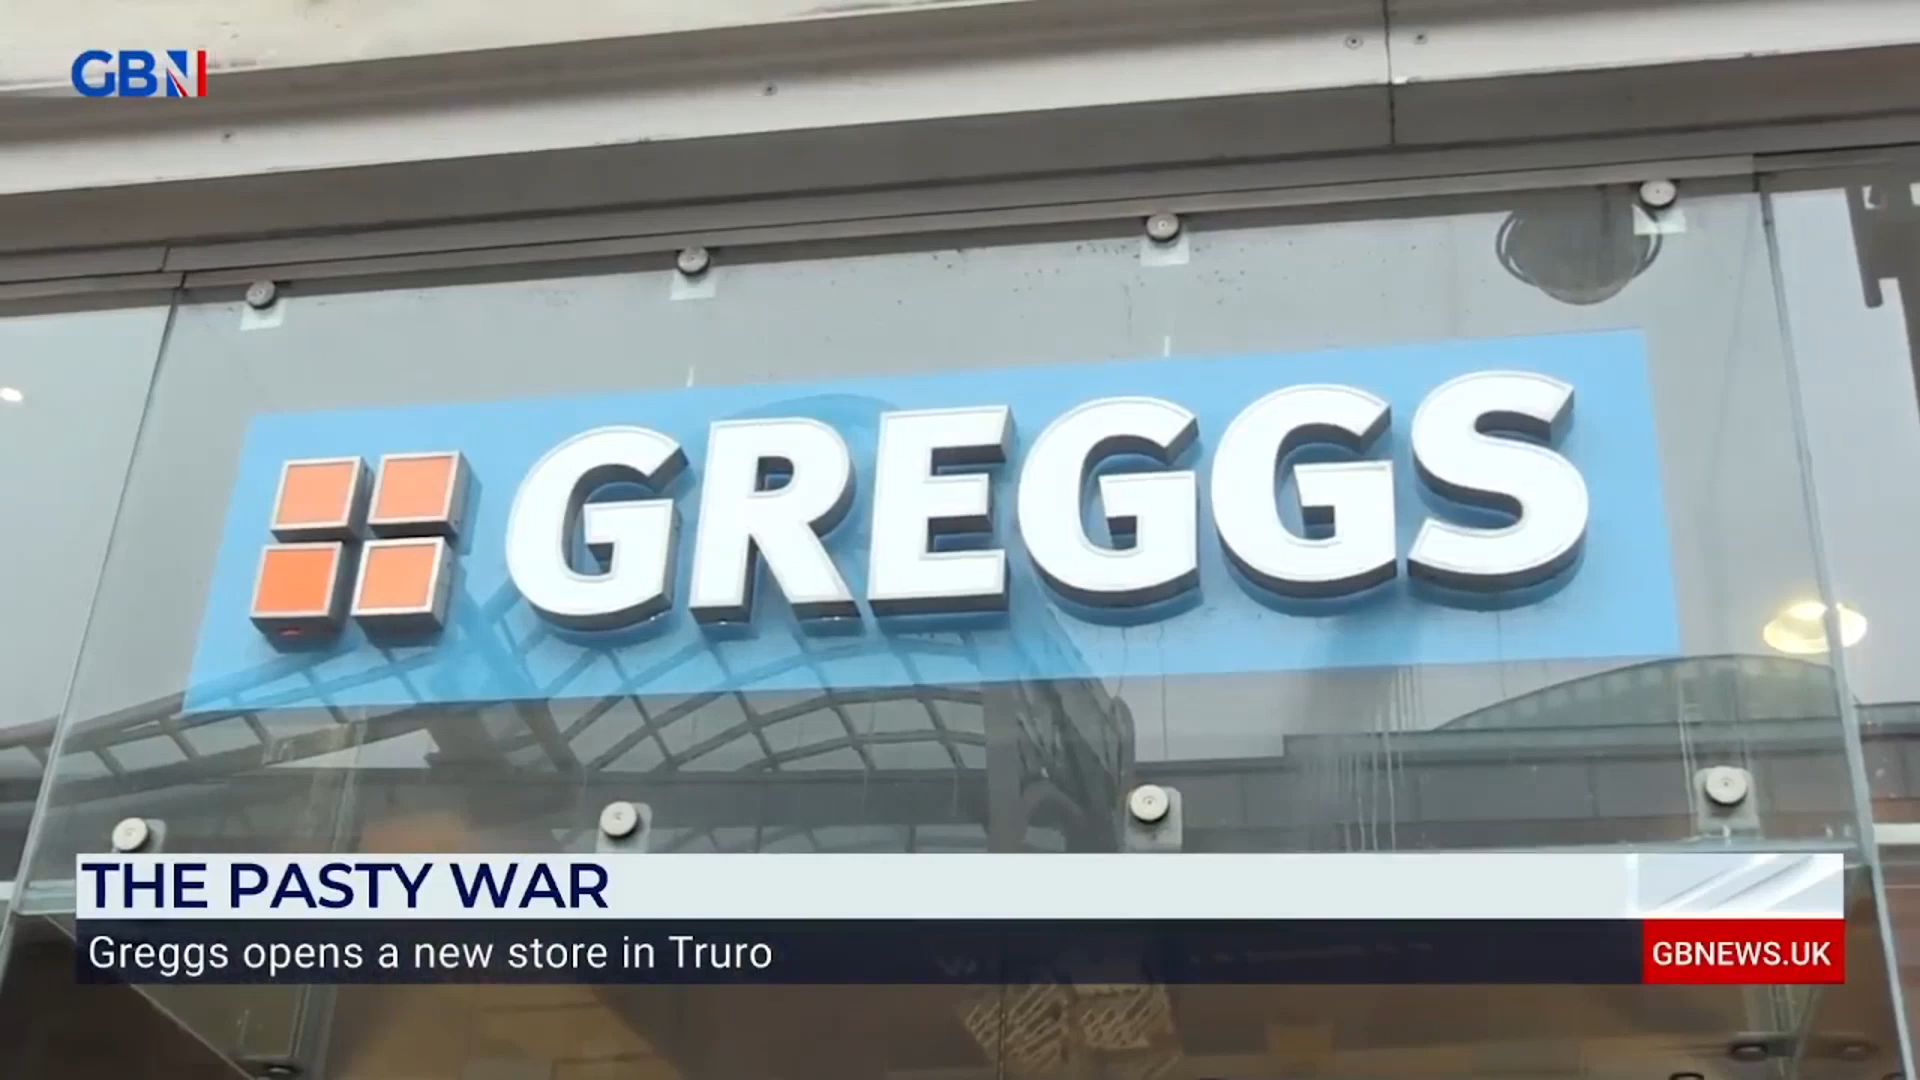 GBN
GREGGS
THE PASTY WAR
Greggs opens a new store in Truro
GBNEWS.UK